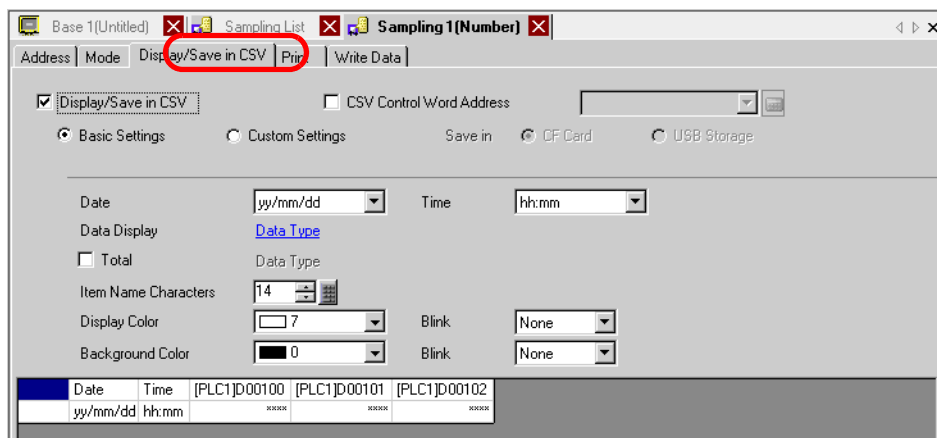 Base 1(Untitled) Sampling List Sampling 1(Number)
Address Mode Display/Save in CSV Print Write Data
Display/Save in CSV CSV Control Word Address
Basic Settings Custom Settings Save in CF Card USB Storage
Date yy/mm/dd Time hh:mm
Data Display Data Type
Total Data Type
Item Name Characters 14
Display Color 7 Blink None
Background Color 0 Blink None
Date Time [PLC1]D00100 [PLC1]D00101 [PLC1]D00102
yy/mm/dd hh:mm **** **** ****